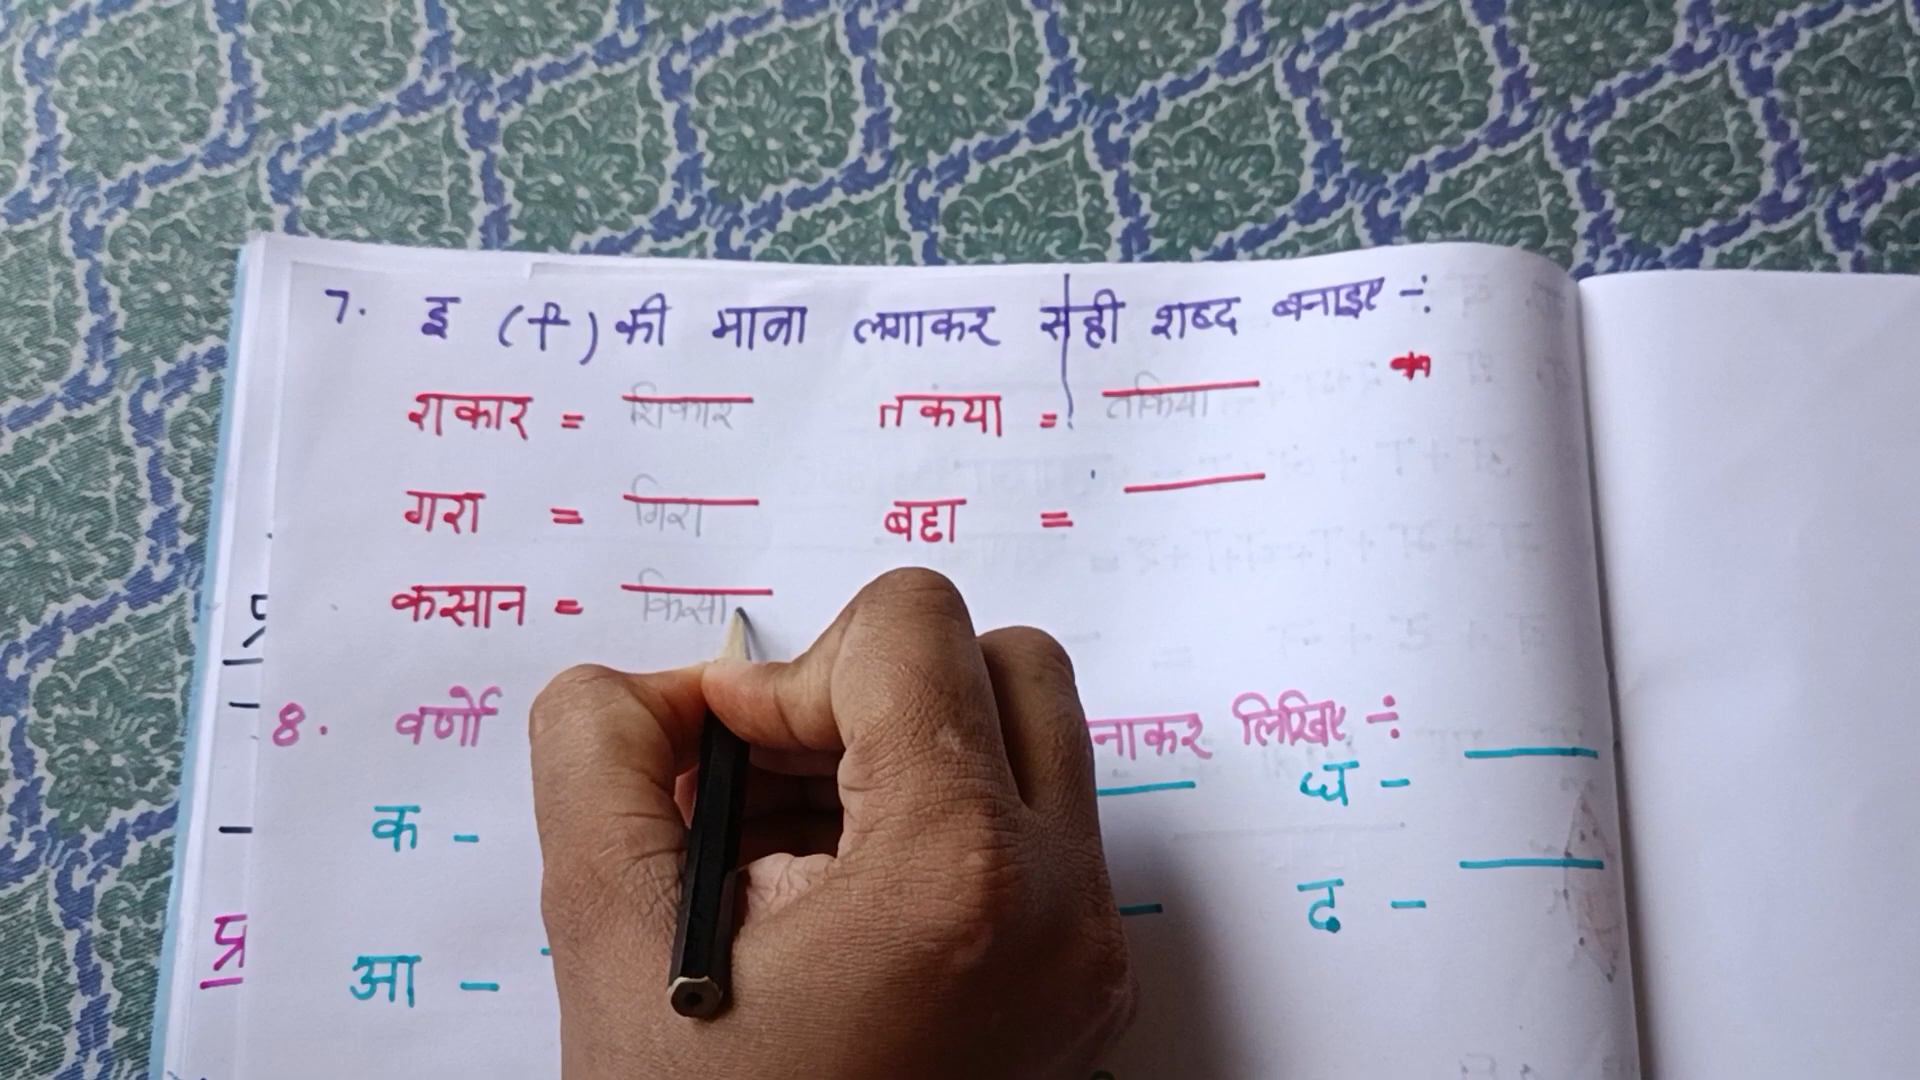 7. इ (ि) की मात्रा लगाकर सही शब्द बनाइए -:
शकार = शिकार तकया = तकिया
गरा = गिरा बदा =
कसान = किसा
8. वर्णो नाकर लिखिए ÷
क - ध -
द -
आ -
प्र